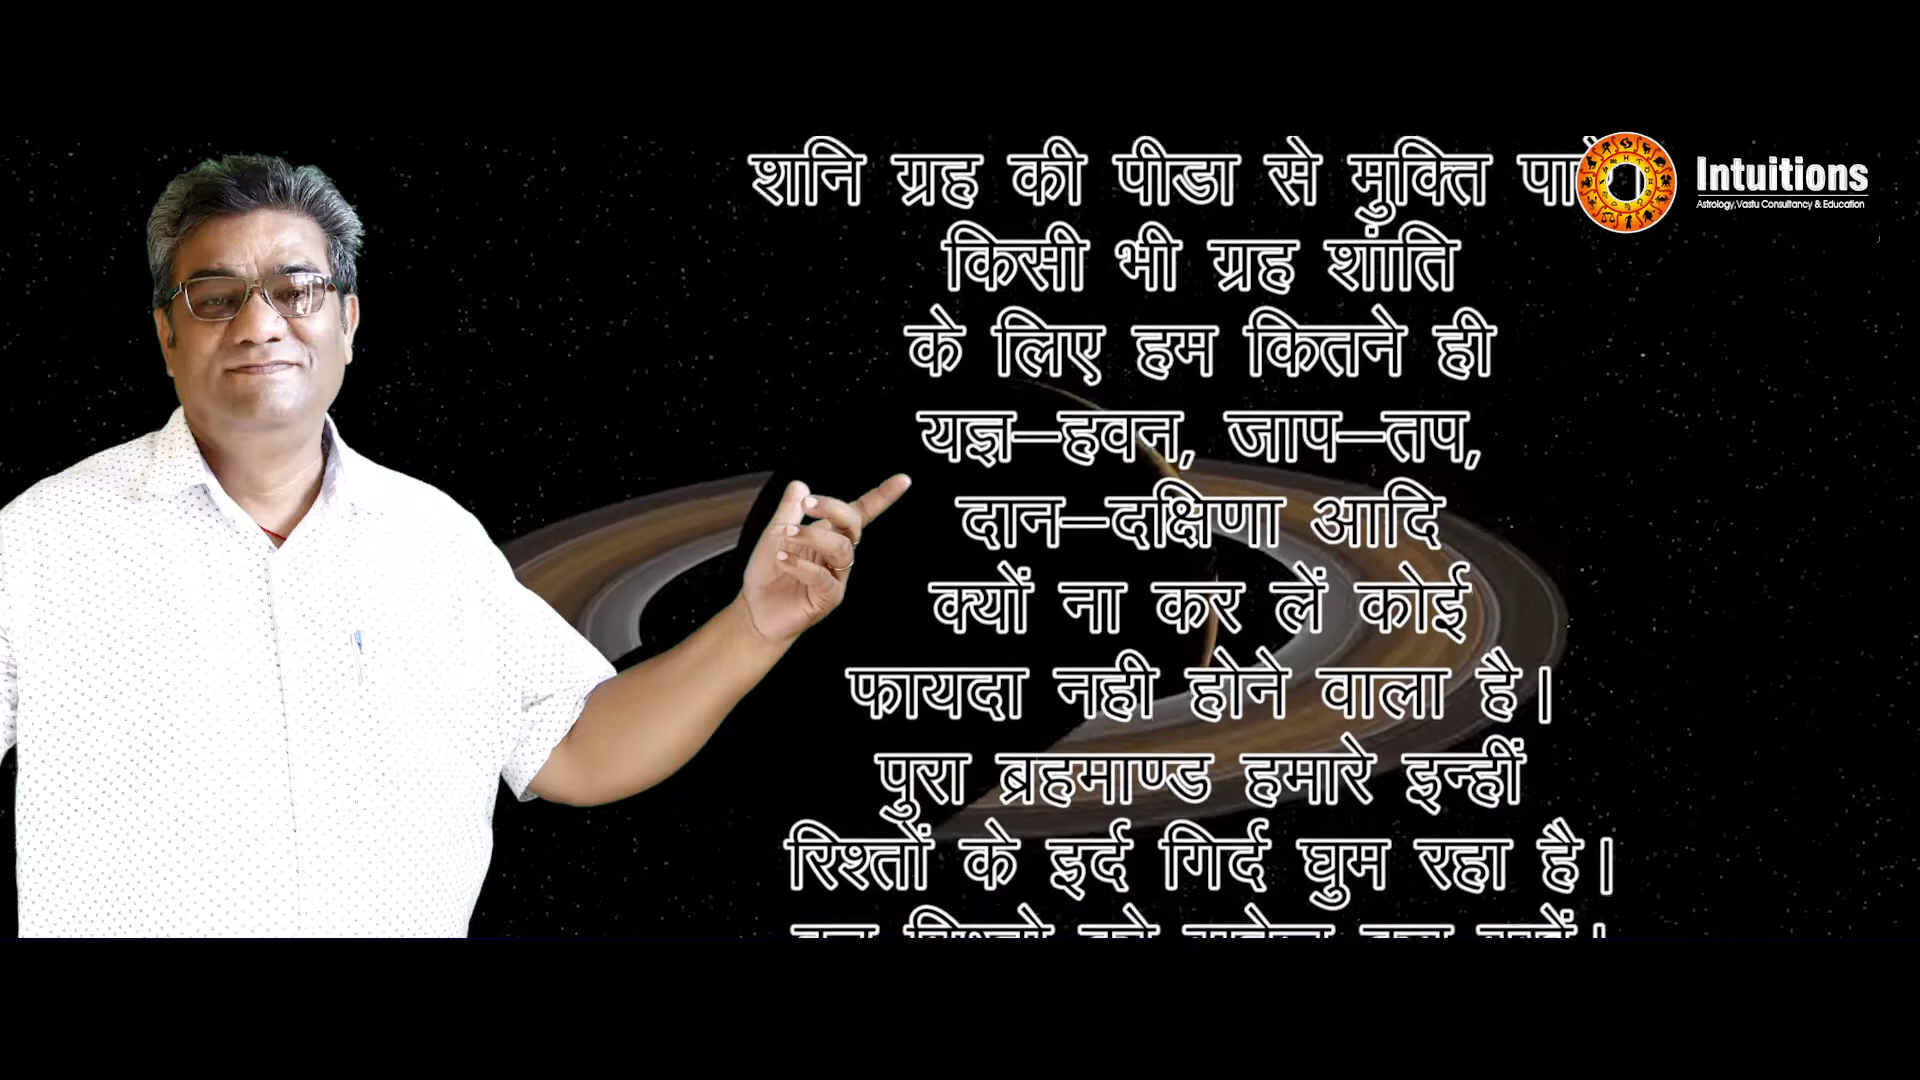 शनि ग्रह की पीडा से मुक्ति
किसी भी ग्रह शांति
के लिए हम कितने ही
यज्ञ–हवन, जाप–तप,
दान–दक्षिणा आदि
क्यों ना कर लें कोई
फायदा नही होने वाला है।
पुरा ब्रहमाण्ड हमारे इन्हीं
रिश्तों के इर्द गिर्द घुम रहा है।
Intuitions
Astrology,Vastu Consultancy & Education